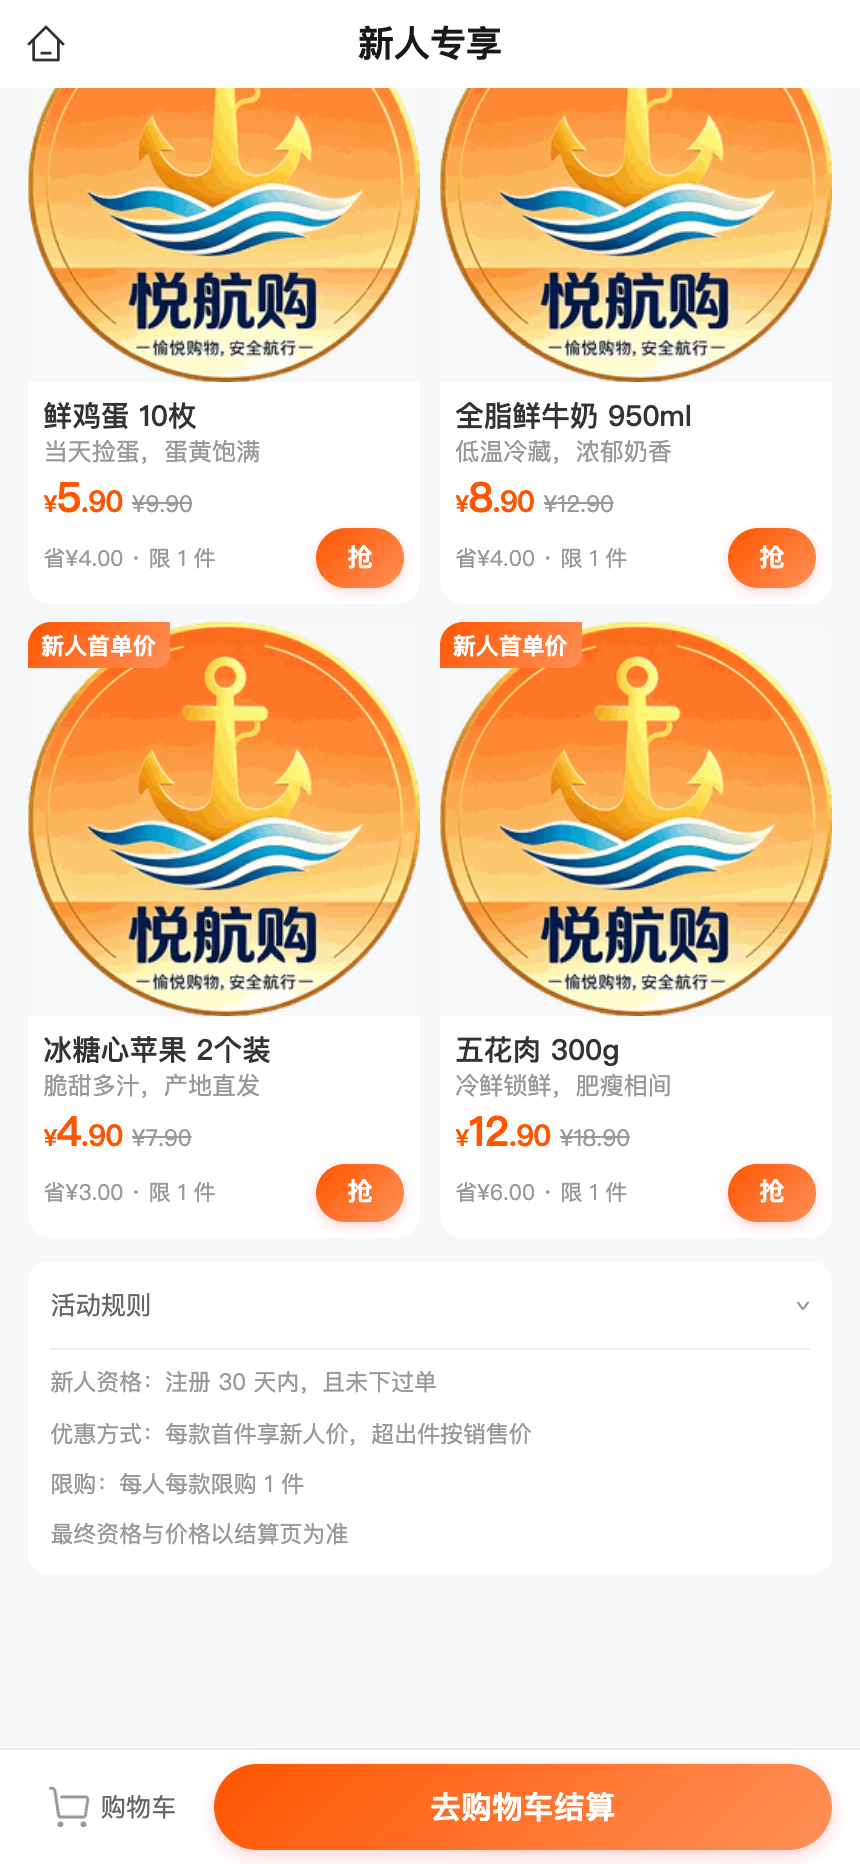 新人专享
悦航购
一愉悦购物,安全航行一
悦航购
一愉悦购物,安全航行一
鲜鸡蛋 10枚
当天捡蛋，蛋黄饱满
¥5.90 ¥9.90
省¥4.00 · 限 1 件
抢
全脂鲜牛奶 950ml
低温冷藏，浓郁奶香
¥8.90 ¥12.90
省¥4.00 · 限 1 件
抢
新人首单价
悦航购
一愉悦购物,安全航行一
冰糖心苹果 2个装
脆甜多汁，产地直发
¥4.90 ¥7.90
省¥3.00 · 限 1 件
抢
新人首单价
悦航购
一愉悦购物,安全航行一
五花肉 300g
冷鲜锁鲜，肥瘦相间
¥12.90 ¥18.90
省¥6.00 · 限 1 件
抢
活动规则
新人资格：注册 30 天内，且未下过单
优惠方式：每款首件享新人价，超出件按销售价
限购：每人每款限购 1 件
最终资格与价格以结算页为准
购物车
去购物车结算